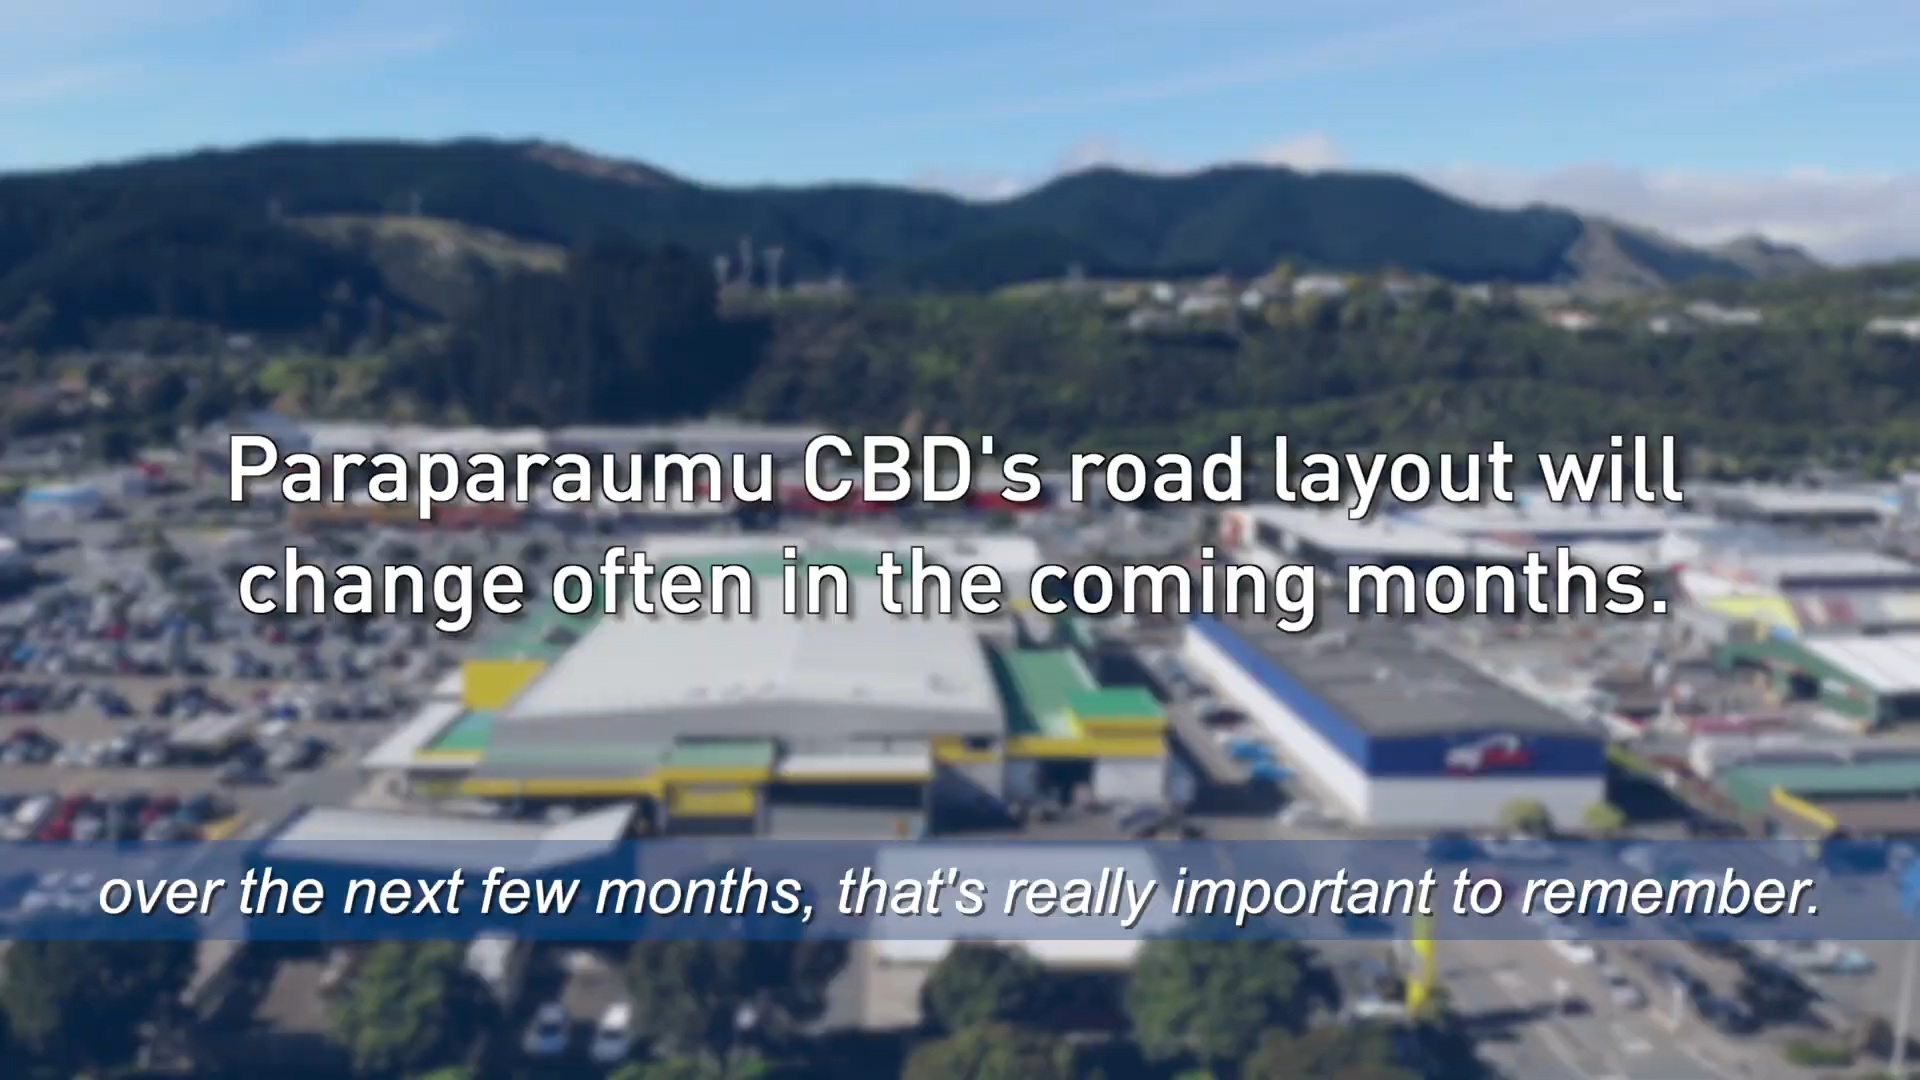 Paraparaumu CBD's road layout will
change often in the coming months.
over the next few months, that's really important to remember.